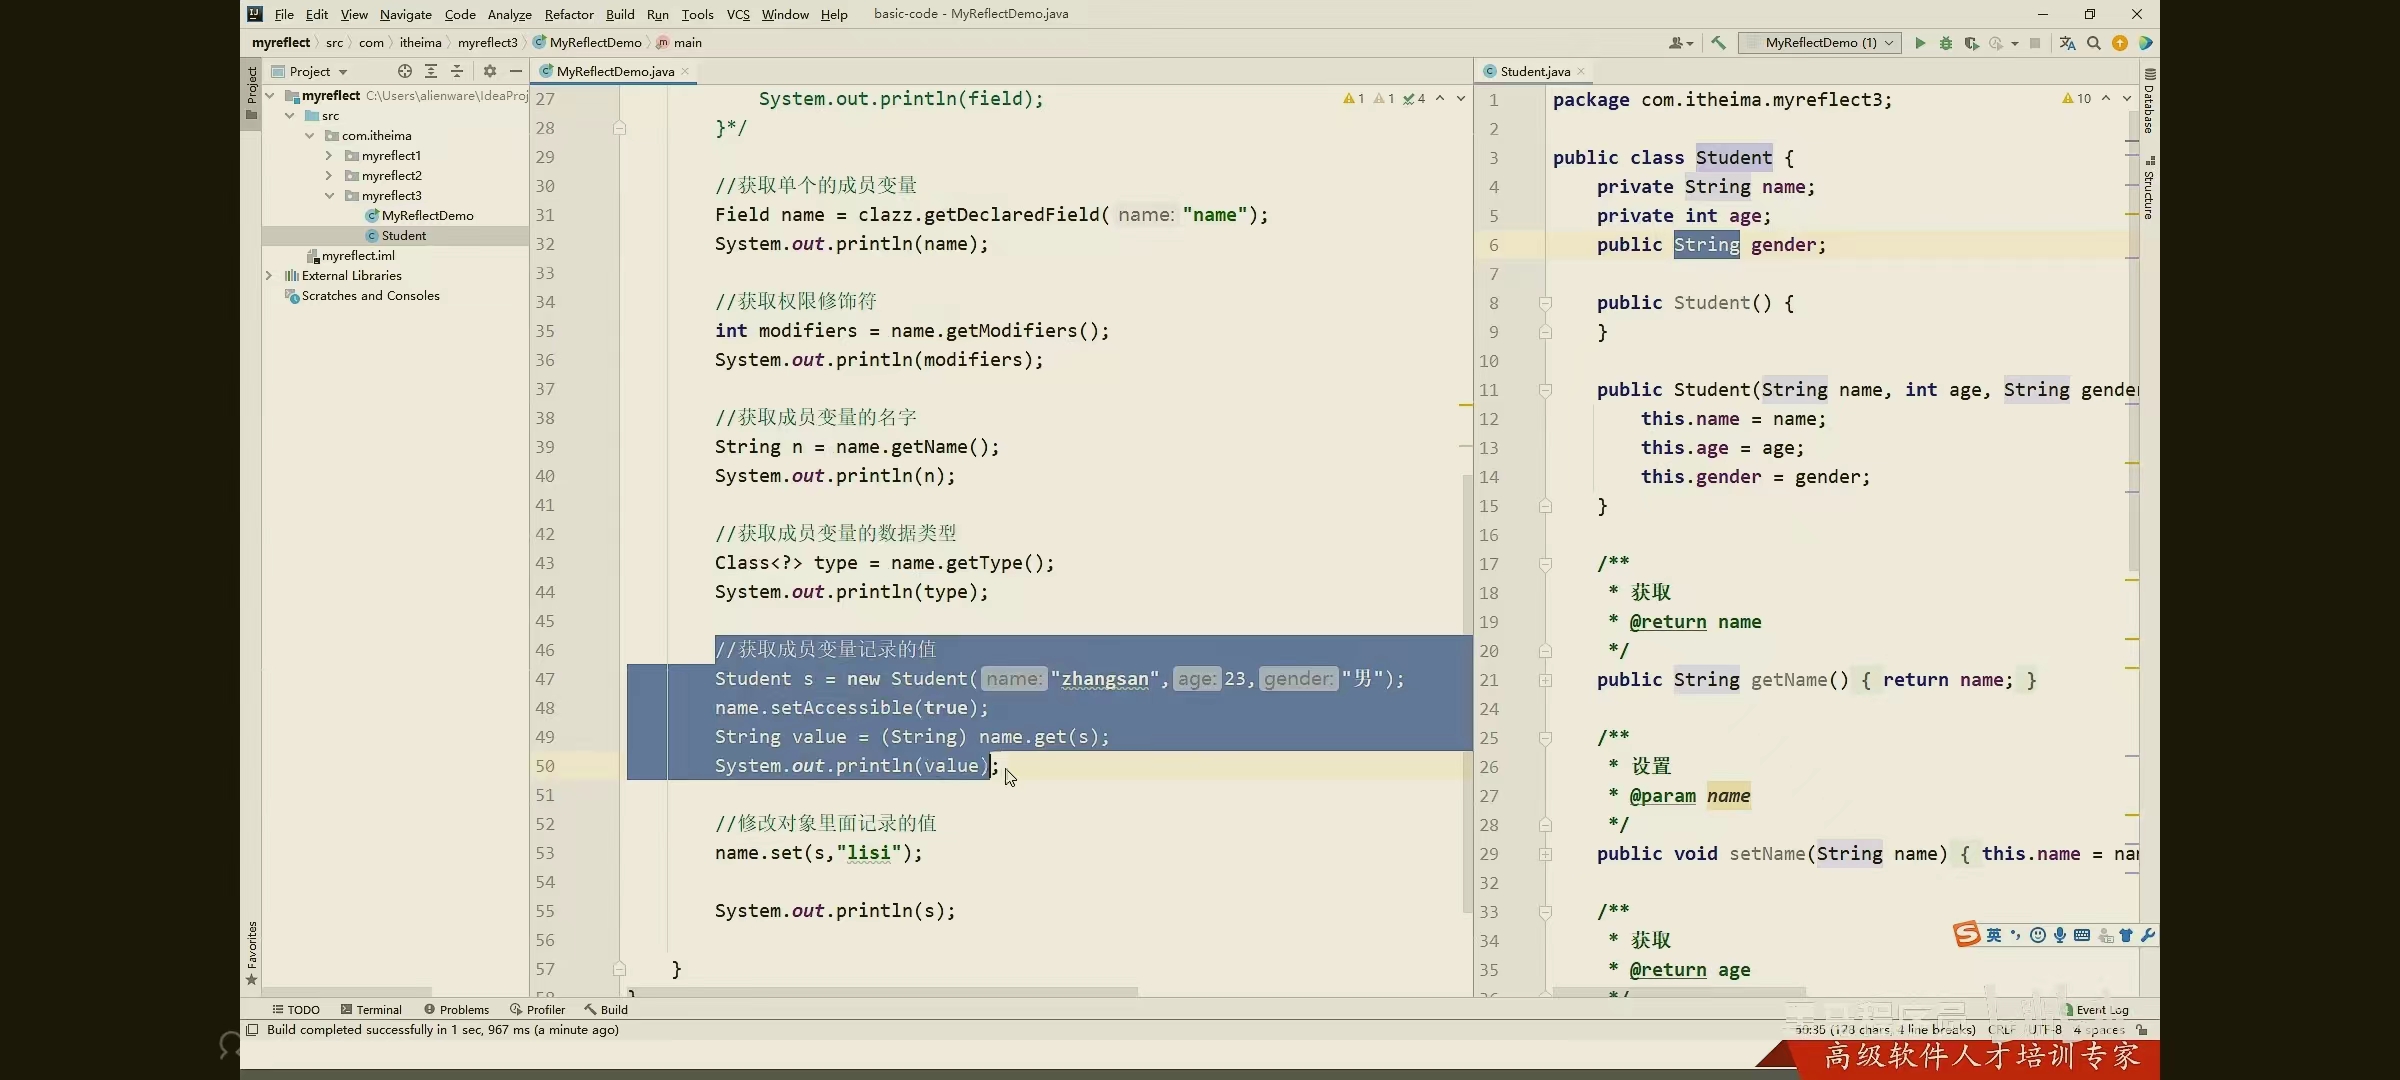 File Edit View Navigate Code Analyze Refactor Build Run Tools VCS Window Help basic-code - MyReflectDemo.java
myreflect src com itheima myreflect3 MyReflectDemo main MyReflectDemo (1)
Project
Project
myreflect C:\Users\alienware\IdeaProj
src
com.itheima
myreflect1
myreflect2
myreflect3
MyReflectDemo
Student
myreflect.iml
External Libraries
Scratches and Consoles
Favorites
MyReflectDemo.java
1 1 4
27 System.out.println(field);
28 }*/
29
30 //获取单个的成员变量
31 Field name = clazz.getDeclaredField( name: "name");
32 System.out.println(name);
33
34 //获取权限修饰符
35 int modifiers = name.getModifiers();
36 System.out.println(modifiers);
37
38 //获取成员变量的名字
39 String n = name.getName();
40 System.out.println(n);
41
42 //获取成员变量的数据类型
43 Class<?> type = name.getType();
44 System.out.println(type);
45
46 //获取成员变量记录的值
47 Student s = new Student( name: "zhangsan", age: 23, gender: "男");
48 name.setAccessible(true);
49 String value = (String) name.get(s);
50 System.out.println(value);
51
52 //修改对象里面记录的值
53 name.set(s,"lisi");
54
55 System.out.println(s);
56
57 }
58 }
Student.java
10
1 package com.itheima.myreflect3;
2
3 public class Student {
4 private String name;
5 private int age;
6 public String gender;
7
8 public Student() {
9 }
10
11 public Student(String name, int age, String gender
12 this.name = name;
13 this.age = age;
14 this.gender = gender;
15 }
16
17 /**
18 * 获取
19 * @return name
20 */
21 public String getName() { return name; }
24
25 /**
26 * 设置
27 * @param name
28 */
29 public void setName(String name) { this.name = nam
32
33 /**
34 * 获取
35 * @return age
36 */
Database
Structure
英
TODO Terminal Problems Profiler Build Event Log
Build completed successfully in 1 sec, 967 ms (a minute ago) 50:35 (178 chars, 4 line breaks) CRLF UTF-8 4 spaces
高级软件人才培训专家